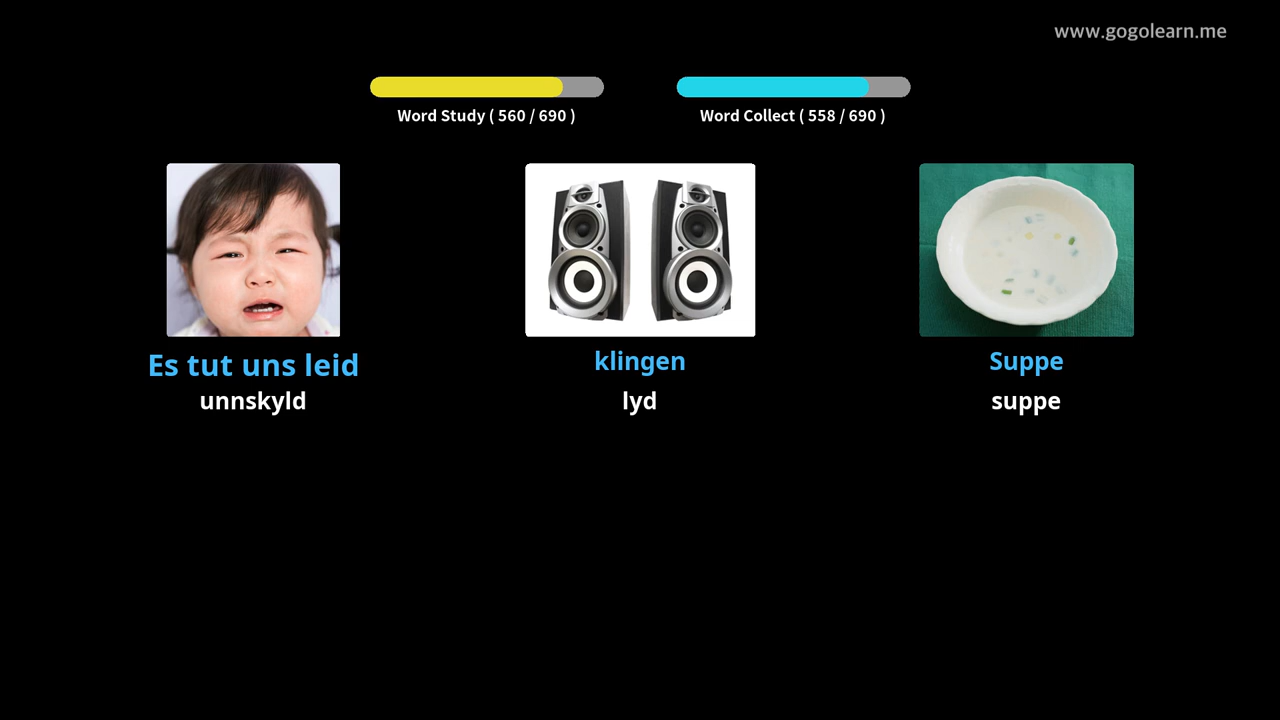 www.gogolearn.me
Word Study ( 560 / 690 )
Word Collect ( 558 / 690 )
Es tut uns leid
unnskyld
klingen
lyd
Suppe
suppe